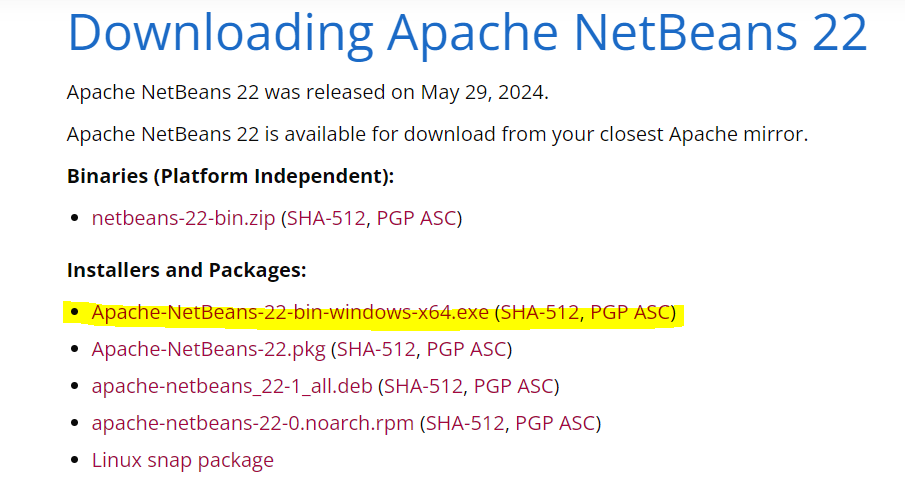 Downloading Apache NetBeans 22
Apache NetBeans 22 was released on May 29, 2024.
Apache NetBeans 22 is available for download from your closest Apache mirror.
Binaries (Platform Independent):
• netbeans-22-bin.zip (SHA-512, PGP ASC)
Installers and Packages:
• Apache-NetBeans-22-bin-windows-x64.exe (SHA-512, PGP ASC)
• Apache-NetBeans-22.pkg (SHA-512, PGP ASC)
• apache-netbeans_22-1_all.deb (SHA-512, PGP ASC)
• apache-netbeans-22-0.noarch.rpm (SHA-512, PGP ASC)
• Linux snap package